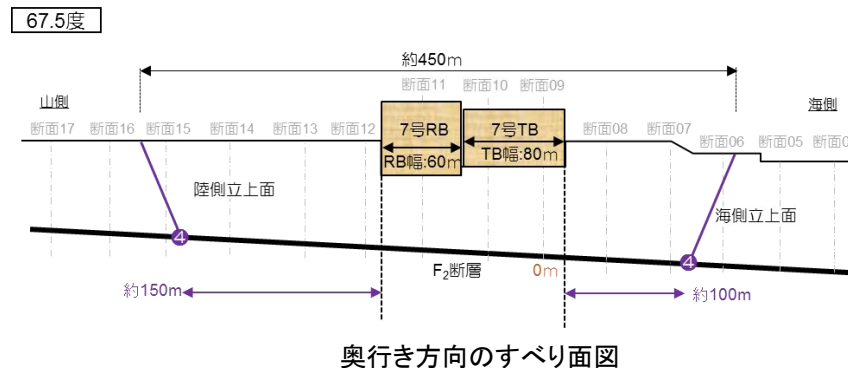 67.5度
約450m
断面11 断面10 断面09
山側 海側
断面17 断面16 断面15 断面14 断面13 断面12 7号RB 7号TB 断面08 断面07 断面06 断面05 断面0
RB幅:60m TB幅:80m
陸側立上面 海側立上面
4 4
F₂断層 0m
約150m 約100m
奥行き方向のすべり面図